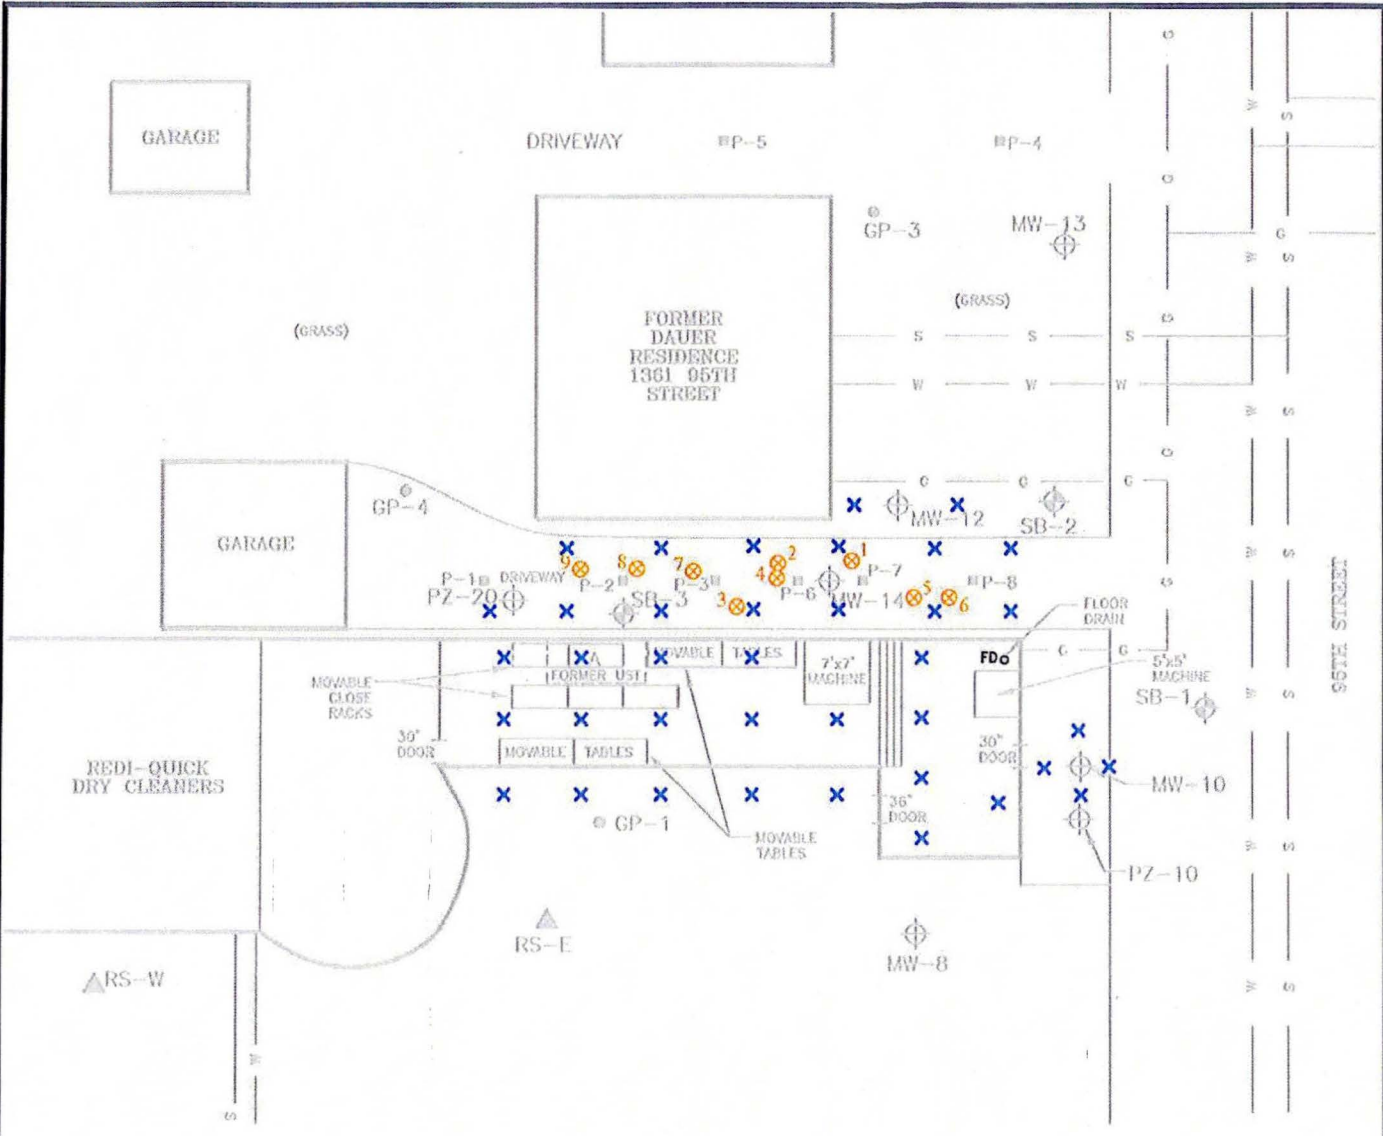 GARAGE
DRIVEWAY
P-5
P-4
GP-3
MW-13
(GRASS)
(GRASS)
FORMER
DAUER
RESIDENCE
1361 95TH
STREET
S
S
S
W
W
W
G
G
G
GP-4
MW-12
SB-2
GARAGE
9
8
7
2
4
3
1
5
6
P-1
DRIVEWAY
P-2
P-3
P-6
P-7
P-8
PZ-20
SB-3
MW-14
FLOOR
DRAIN
FD
G
G
5'x5'
MACHINE
SB-1
95TH STREET
MOVABLE
CLOSE
RACKS
FORMER UST
MOVABLE
TABLES
7'x7'
MACHINE
30"
DOOR
MOVABLE
TABLES
30"
DOOR
REDI-QUICK
DRY CLEANERS
MW-10
36"
DOOR
GP-1
MOVABLE
TABLES
PZ-10
RS-E
MW-8
RS-W
W
S
G
G
G
G
G
G
W
W
W
W
W
W
W
W
S
S
S
S
S
S
S
S